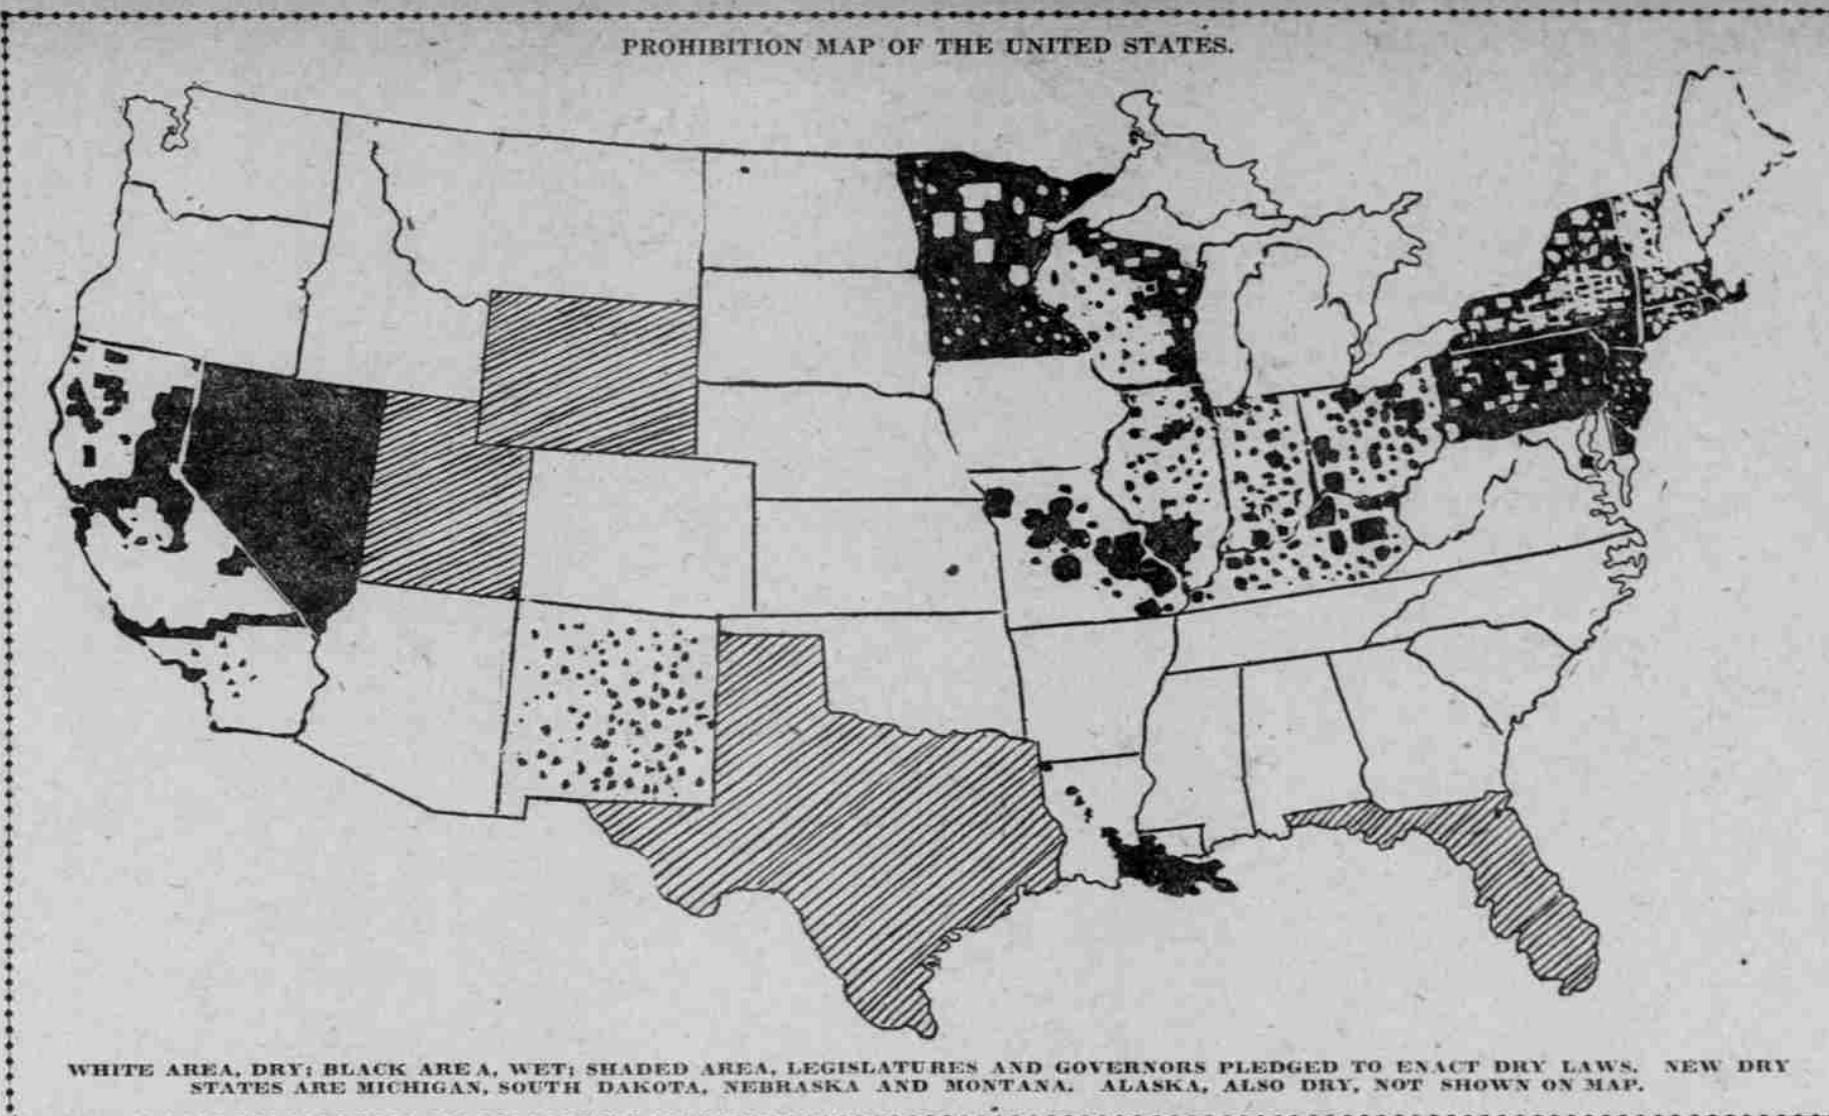 PROHIBITION MAP OF THE UNITED STATES.
WHITE AREA, DRY; BLACK AREA, WET; SHADED AREA, LEGISLATURES AND GOVERNORS PLEDGED TO ENACT DRY LAWS. NEW DRY
STATES ARE MICHIGAN, SOUTH DAKOTA, NEBRASKA AND MONTANA. ALASKA, ALSO DRY, NOT SHOWN ON MAP.